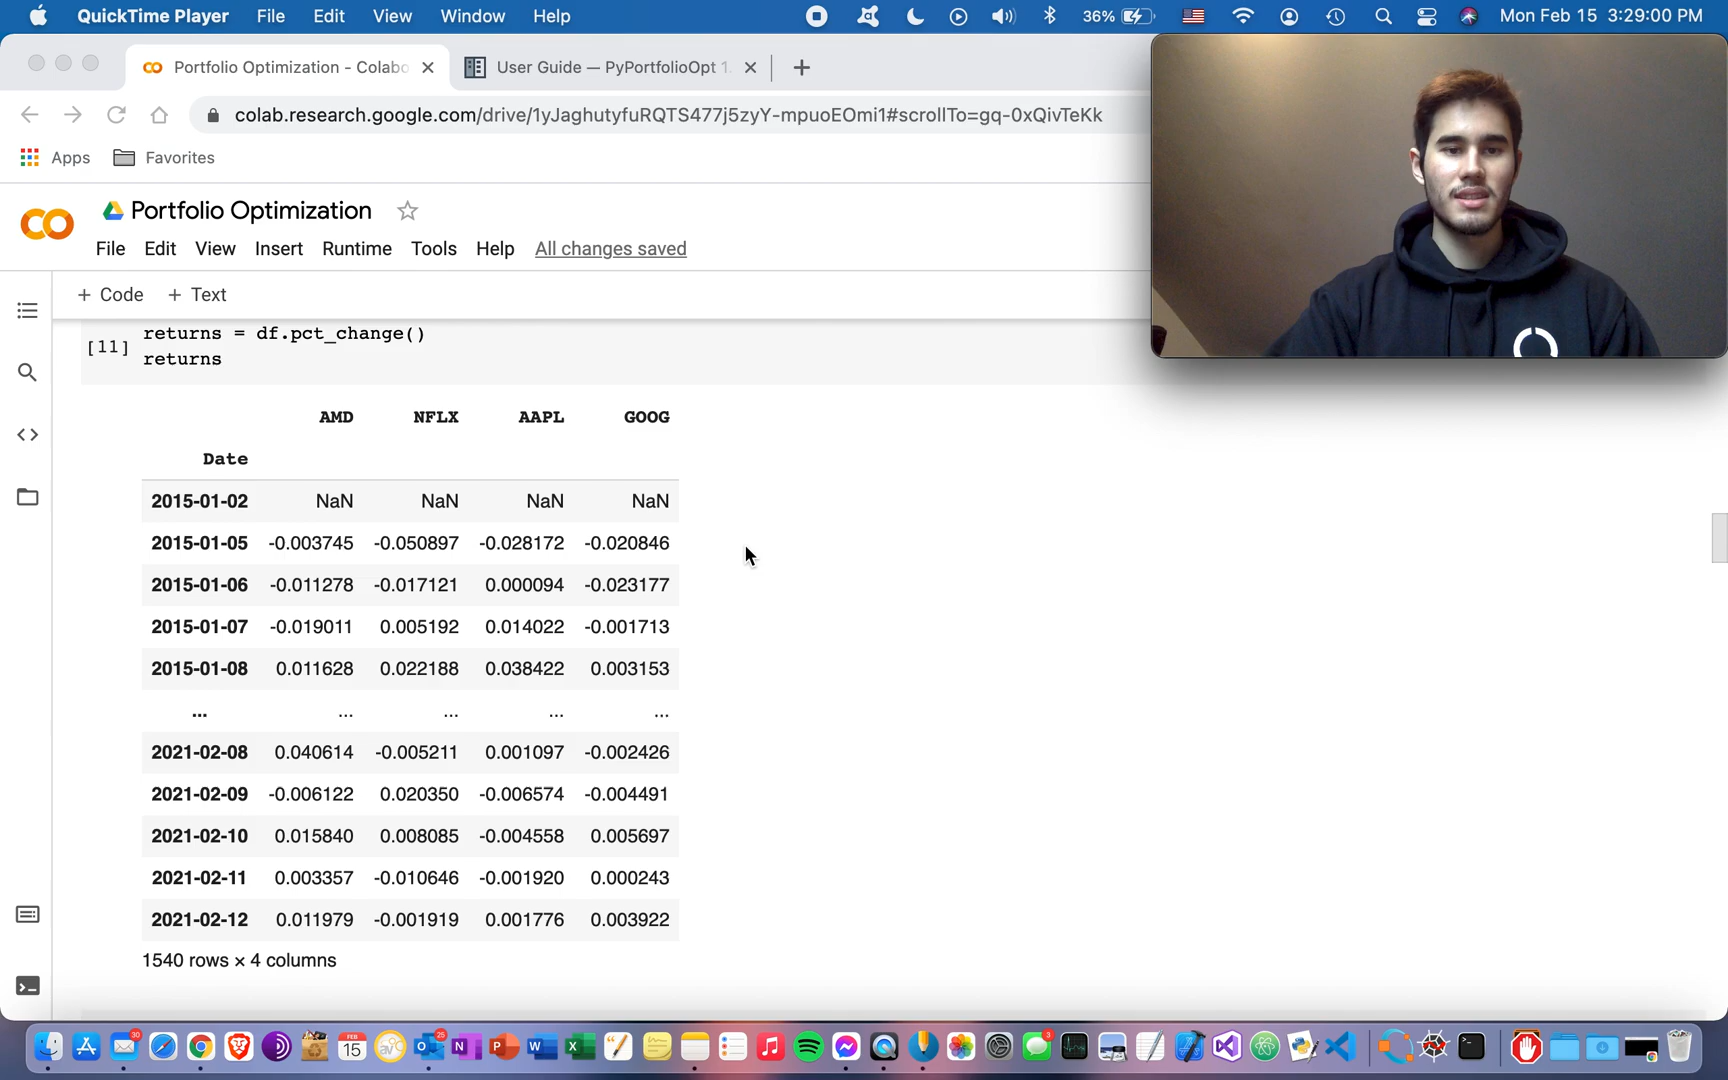 QuickTime Player File Edit View Window Help 36% Mon Feb 15 3:29:00 PM
Portfolio Optimization - Colabo User Guide — PyPortfolioOpt 1.
colab.research.google.com/drive/1yJaghutyfuRQTS477j5zyY-mpuoEOmi1#scrollTo=gq-0xQivTeKk
Apps Favorites
Portfolio Optimization
File Edit View Insert Runtime Tools Help All changes saved
+ Code + Text
returns = df.pct_change()
[11]
returns
AMD NFLX AAPL GOOG
Date
2015-01-02 NaN NaN NaN NaN
2015-01-05 -0.003745 -0.050897 -0.028172 -0.020846
2015-01-06 -0.011278 -0.017121 0.000094 -0.023177
2015-01-07 -0.019011 0.005192 0.014022 -0.001713
2015-01-08 0.011628 0.022188 0.038422 0.003153
... ... ... ... ...
2021-02-08 0.040614 -0.005211 0.001097 -0.002426
2021-02-09 -0.006122 0.020350 -0.006574 -0.004491
2021-02-10 0.015840 0.008085 -0.004558 0.005697
2021-02-11 0.003357 -0.010646 -0.001920 0.000243
2021-02-12 0.011979 -0.001919 0.001776 0.003922
1540 rows × 4 columns
30 FEB 15 25 3